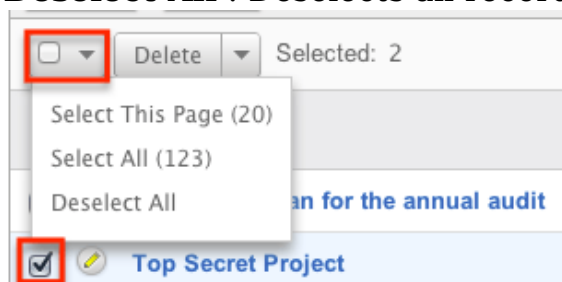 Delete Selected: 2
Select This Page (20)
Select All (123)
Deselect All an for the annual audit
Top Secret Project